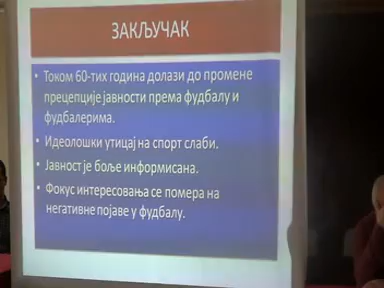 ЗАКЉУЧАК
• Током 60-тих година долази до промене
прецепције јавности према фудбалу и
фудбалерима.
• Идеолошки утицај на спорт слаби.
• Јавност је боље информисана.
• Фокус интересовања се помера на
негативне појаве у фудбалу.